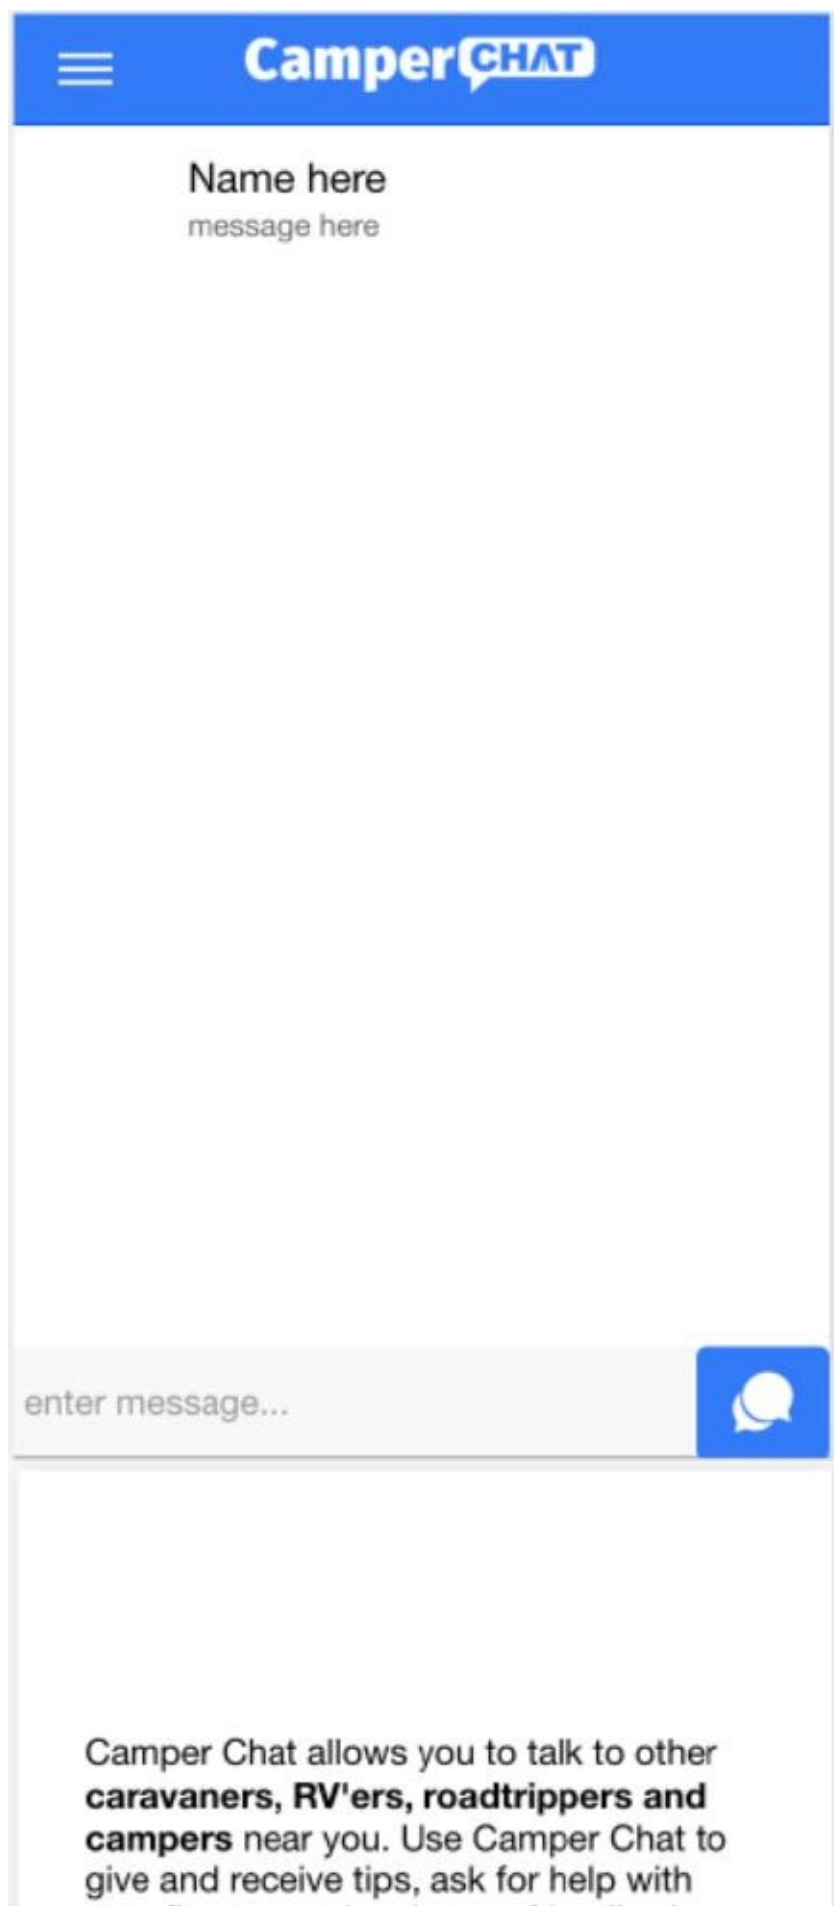 Camper CHAT
Name here
message here
enter message...
Camper Chat allows you to talk to other
caravaners, RV'ers, roadtrippers and
campers near you. Use Camper Chat to
give and receive tips, ask for help with